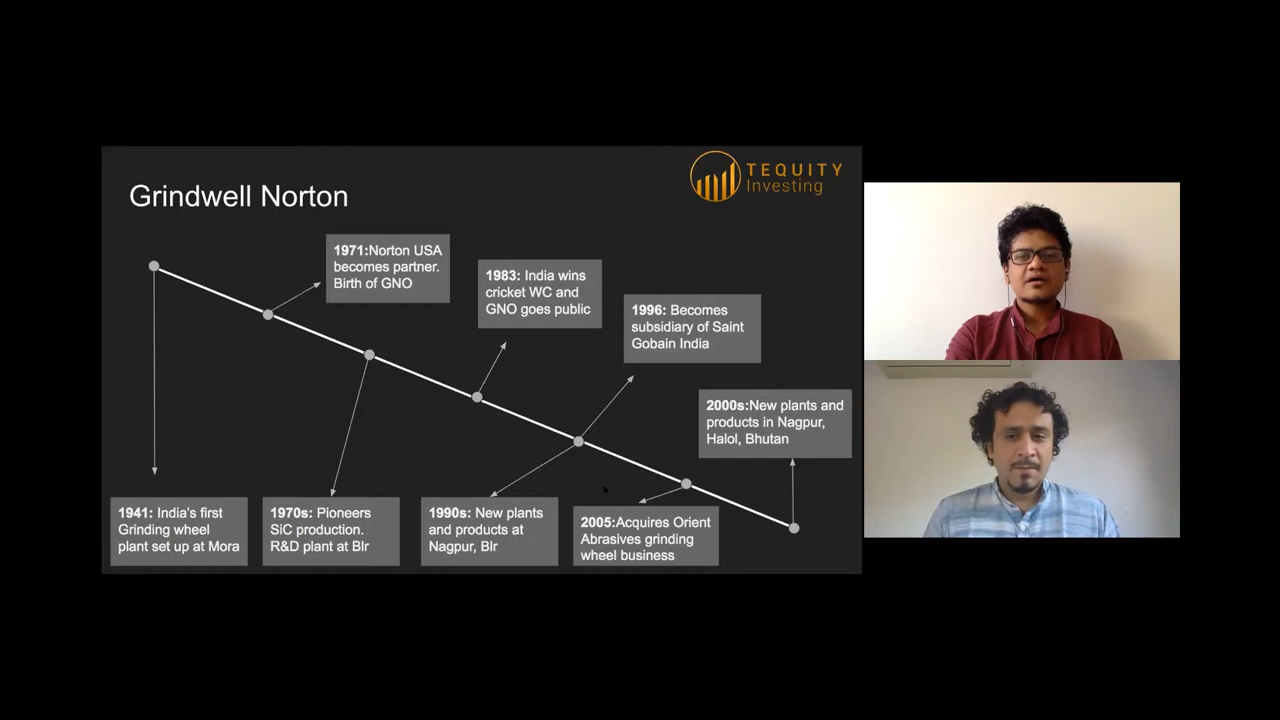 TEQUITY
Investing
Grindwell Norton
1971:Norton USA
becomes partner.
Birth of GNO
1983: India wins
cricket WC and
GNO goes public
1996: Becomes
subsidiary of Saint
Gobain India
2000s:New plants and
products in Nagpur,
Halol, Bhutan
1941: India's first
Grinding wheel
plant set up at Mora
1970s: Pioneers
SiC production.
R&D plant at Blr
1990s: New plants
and products at
Nagpur, Blr
2005:Acquires Orient
Abrasives grinding
wheel business